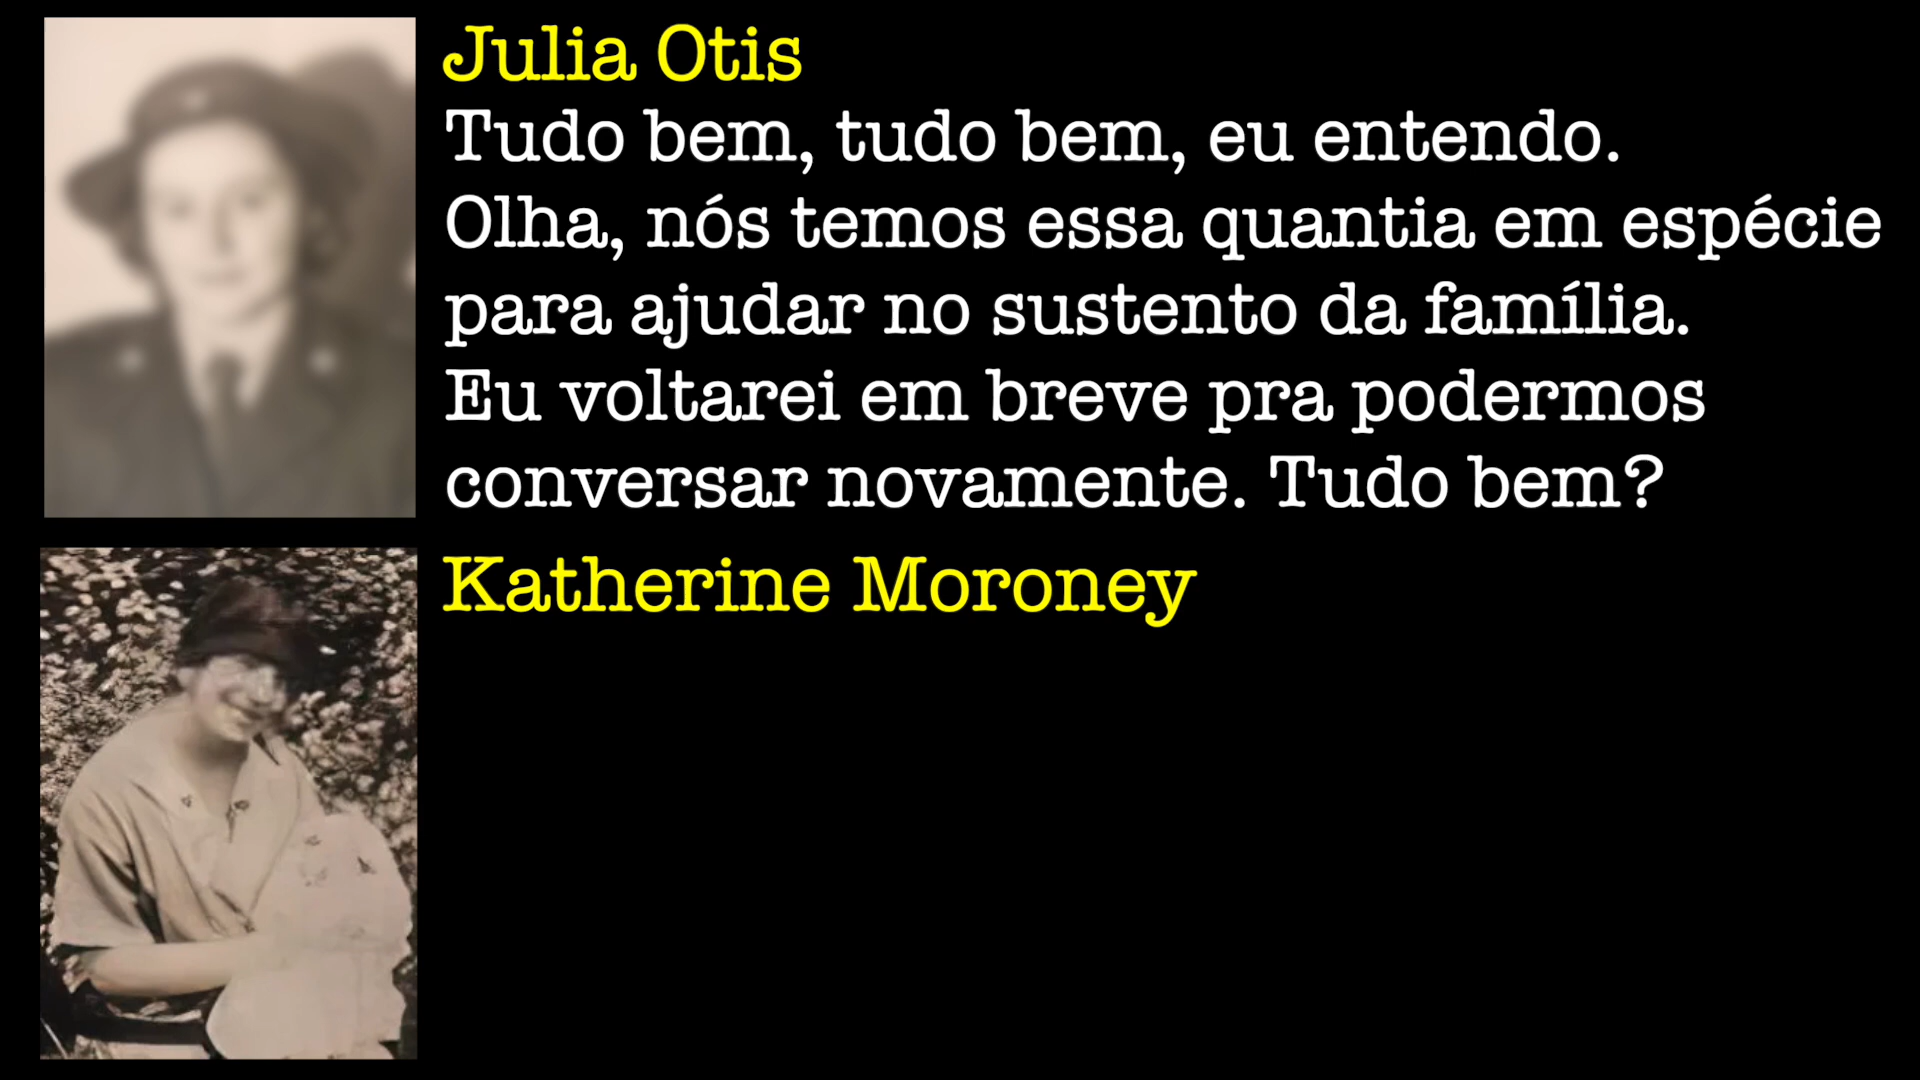 Julia Otis
Tudo bem, tudo bem, eu entendo.
Olha, nós temos essa quantia em espécie
para ajudar no sustento da família.
Eu voltarei em breve pra podermos
conversar novamente. Tudo bem?
Katherine Moroney